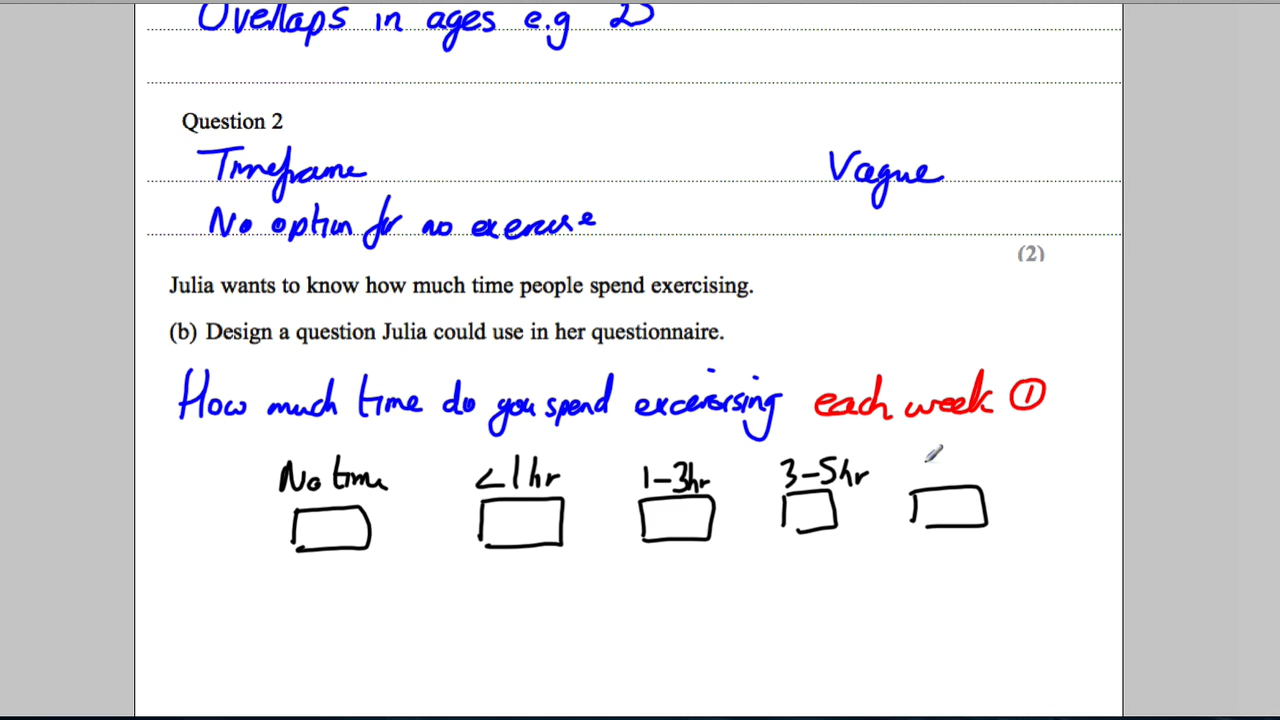 Overlaps in ages e.g
Question 2
Timeframe Vague
No option for no exercise
(2)
Julia wants to know how much time people spend exercising.
(b) Design a question Julia could use in her questionnaire.
How much time do you spend each week ①
No time <1hr 1-3hr 3-5hr